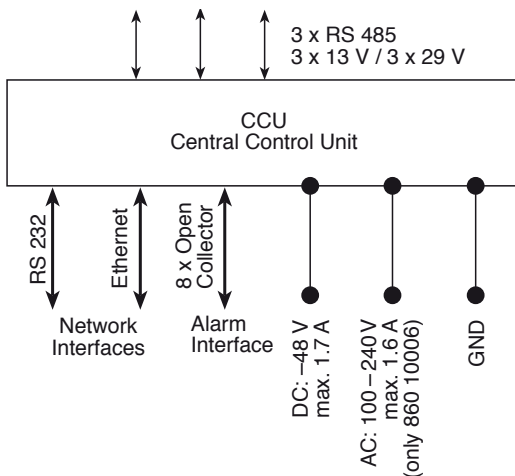 3 x RS 485
3 x 13 V / 3 x 29 V
CCU
Central Control Unit
RS 232
Ethernet
8 x Open
Collector
Network
Interfaces
Alarm
Interface
DC: –48 V
max. 1.7 A
AC: 100 – 240 V
max. 1.6 A
(only 860 10006)
GND